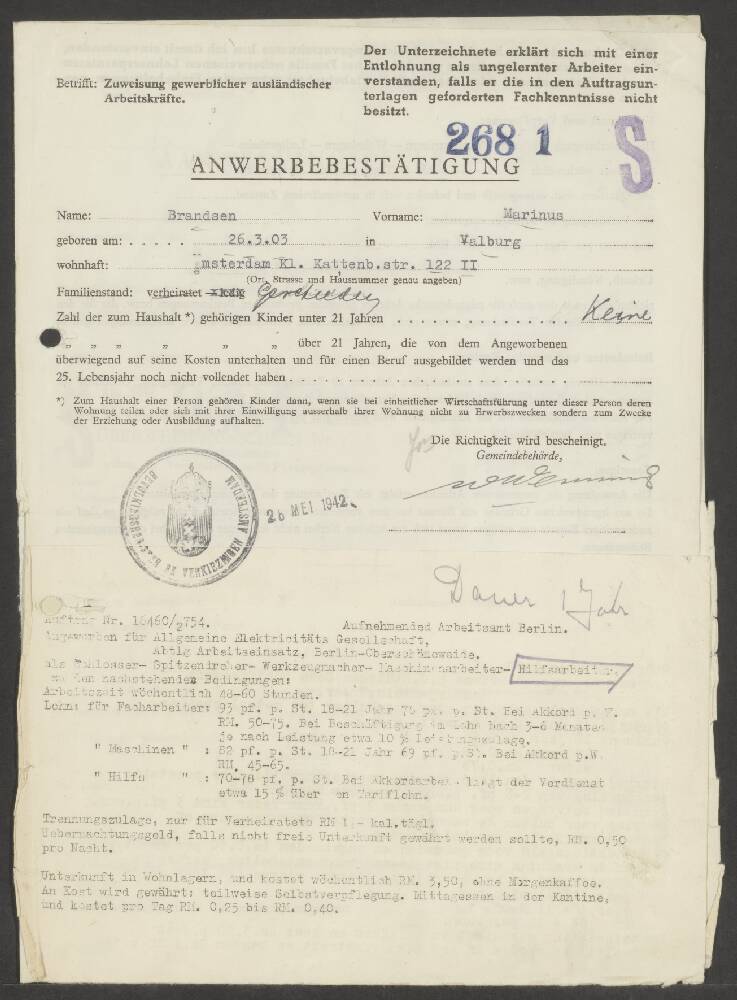 Der Unterzeichnete erklärt sich mit einer
Entlohnung als ungelernter Arbeiter ein-
verstanden, falls er die in den Auftragsun-
terlagen geforderten Fachkenntnisse nicht
besitzt.
Betrifft: Zuweisung gewerblicher ausländischer
Arbeitskräfte.
268 1
S
ANWERBEBESTÄTIGUNG
Name: Brandsen Vorname: Marinus
geboren am: 26.3.03 in Valburg
wohnhaft: Amsterdam Kl. Kattenb.str. 122 II
(Ort, Strasse und Hausnummer genau angeben)
Familienstand: verheiratet Geschieden
Zahl der zum Haushalt *) gehörigen Kinder unter 21 Jahren Keine
„ „ „ „ „ über 21 Jahren, die von dem Angeworbenen
überwiegend auf seine Kosten unterhalten und für einen Beruf ausgebildet werden und das
25. Lebensjahr noch nicht vollendet haben
*) Zum Haushalt einer Person gehören Kinder dann, wenn sie bei einheitlicher Wirtschaftsführung unter dieser Person deren
Wohnung teilen oder sich mit ihrer Einwilligung ausserhalb ihrer Wohnung nicht zu Erwerbszwecken sondern zum Zwecke
der Erziehung oder Ausbildung aufhalten.
Die Richtigkeit wird bescheinigt.
Gemeindebehörde,
26 MEI 1942.
Dauer 1 Jahr
Auftrag Nr. 16460/2754. Aufnehmendes Arbeitsamt Berlin.
Angeworben für Allgemeine Elektricitäts Gesellschaft,
Abtlg Arbeitseinsatz, Berlin-Oberschöneweide.
als Schlosser- Spitzendreher- Werkzeugmacher- Maschinenarbeiter- Hilfsarbeiter,
zu den nachstehenden Bedingungen:
Arbeitszeit wöchentlich 48-60 Stunden.
Lohn: für Facharbeiter: 93 pf. p. St. 18-21 Jahr 76 pf. p. St. Bei Akkord p. W.
RM. 50-75. Bei Beschäftigung im Lohn nach 3-6 Monaten
je nach Leistung etwa 10 % Leistungszulage.
" Maschinen " : 82 pf. p. St. 18-21 Jahr 69 pf. p.St. Bei Akkord p.W.
RM. 45-65.
" Hilfs " : 70-78 pf. p. St. Bei Akkordarbeit liegt der Verdienst
etwa 15 % über den Tariflohn.
Trennungszulage, nur für Verheiratete RM 1,- kal.tägl.
Uebernachtungsgeld, falls nicht freie Unterkunft gewährt werden sollte, RM. 0,50
pro Nacht.
Unterkunft in Wohnlagern, und kostet wöchentlich RM. 3,50, ohne Morgenkaffee.
An Kost wird gewährt: teilweise Selbstverpflegung. Mittagessen in der Kantine,
und kostet pro Tag RM. 0,25 bis RM. 0,40.